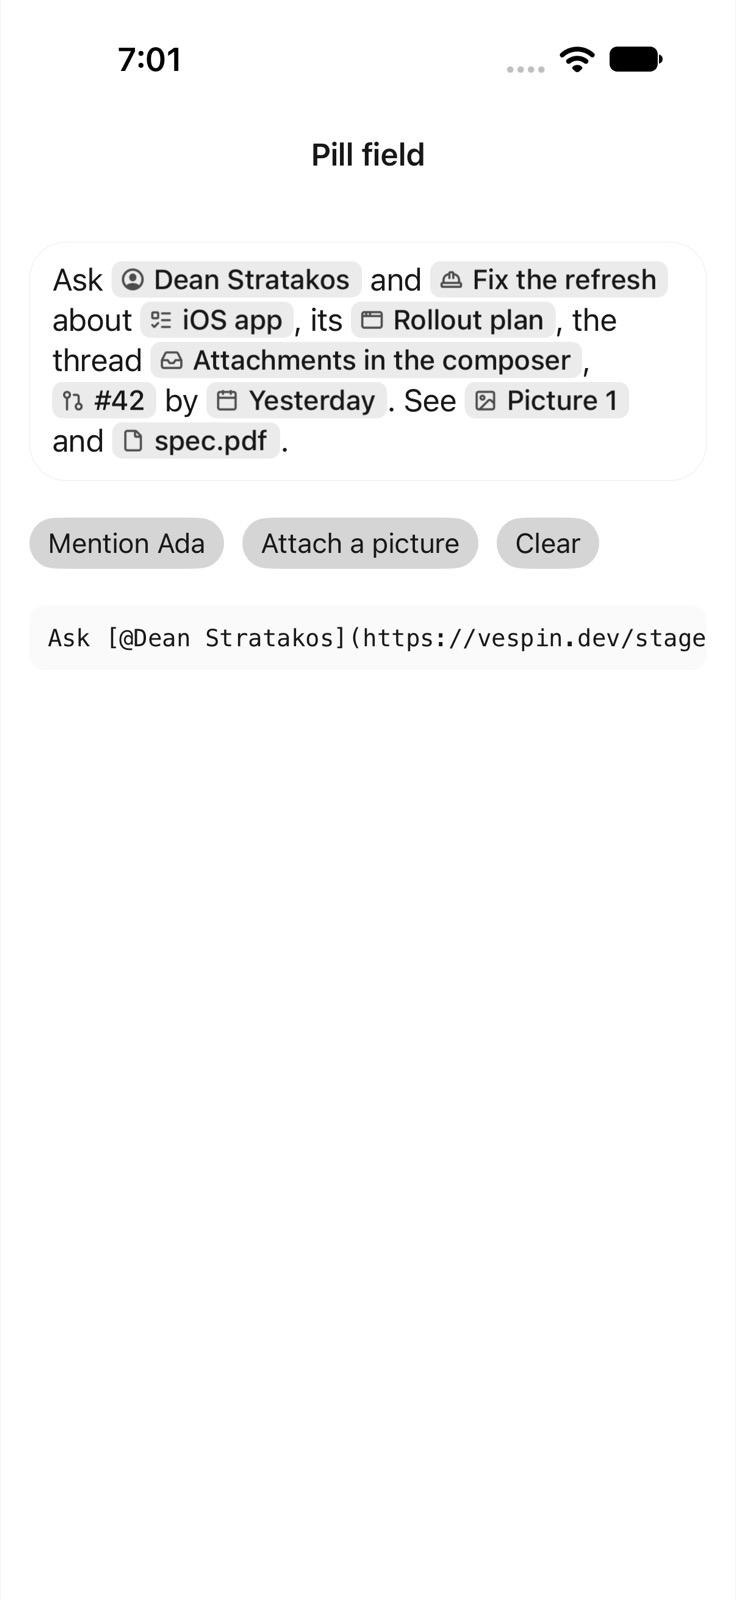 7:01
Pill field
Ask Dean Stratakos and Fix the refresh
about iOS app, its Rollout plan, the
thread Attachments in the composer,
#42 by Yesterday. See Picture 1
and spec.pdf.
Mention Ada Attach a picture Clear
Ask [@Dean Stratakos](https://vespin.dev/stage